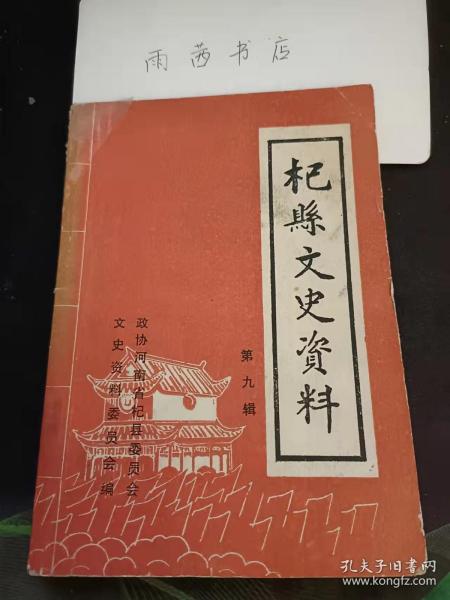 雨茜书店
杞縣文史資料
第九辑
政协河南省杞县委员会
文史资料委员会编
孔夫子旧书网
www.kongfz.com